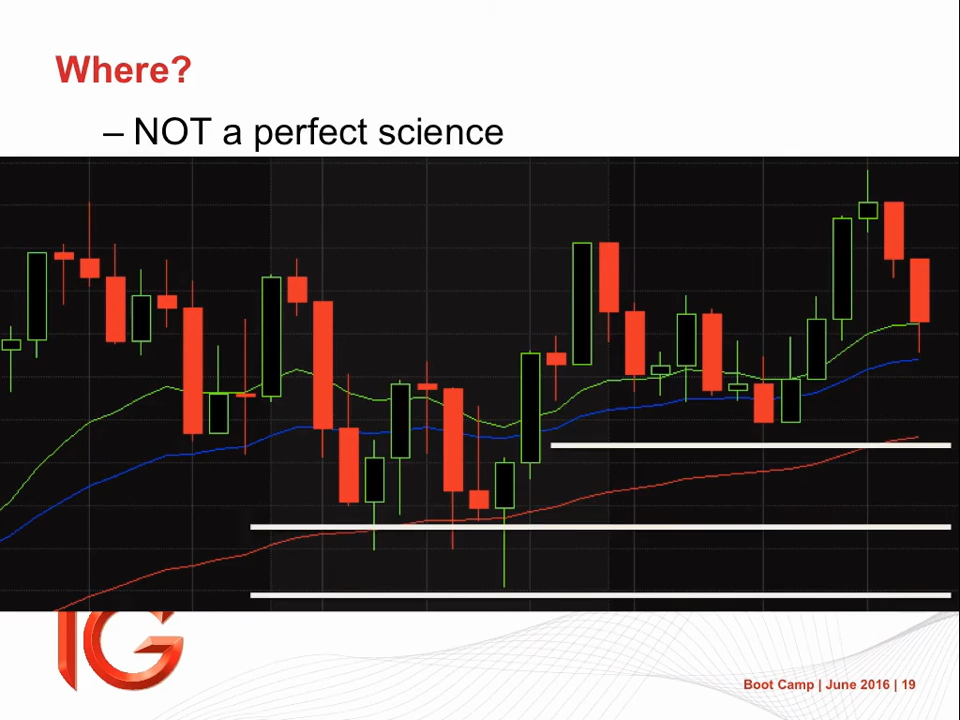 Where?
– NOT a perfect science
IG
Boot Camp | June 2016 | 19